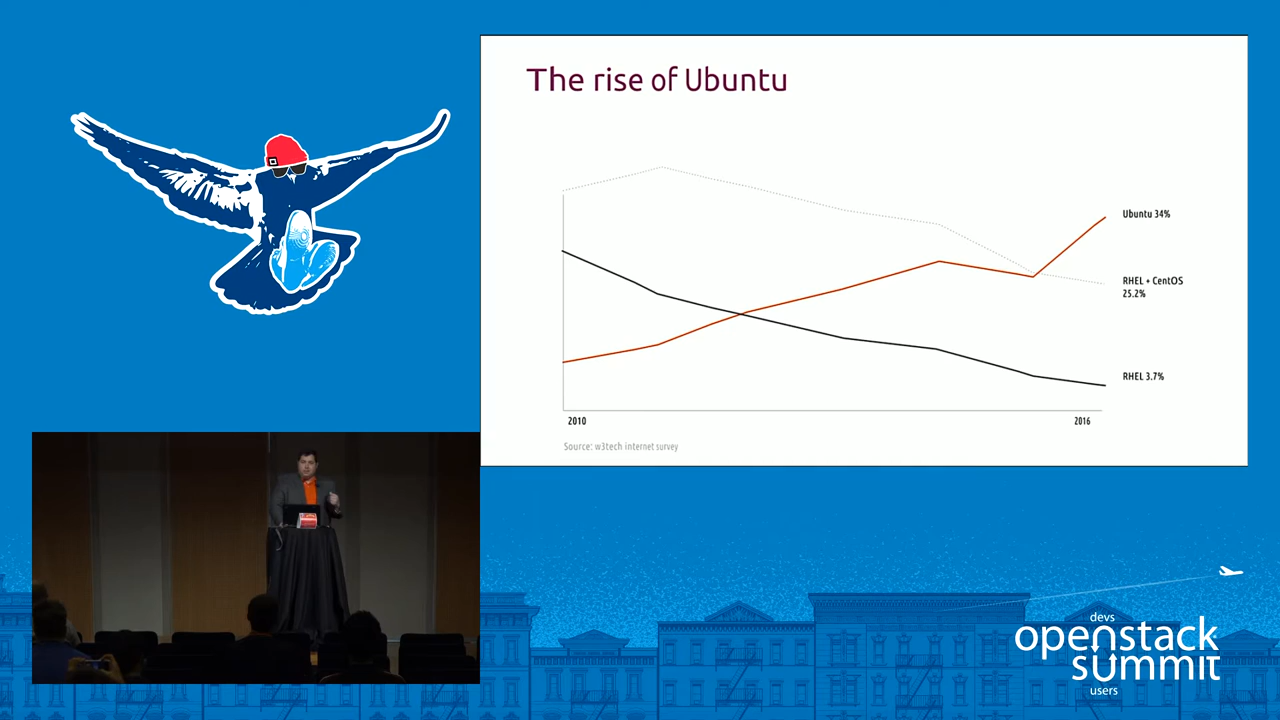 The rise of Ubuntu
Ubuntu 34%
RHEL + CentOS
25.2%
RHEL 3.7%
2010
2016
Source: w3tech internet survey
devs
openstack
summit
users